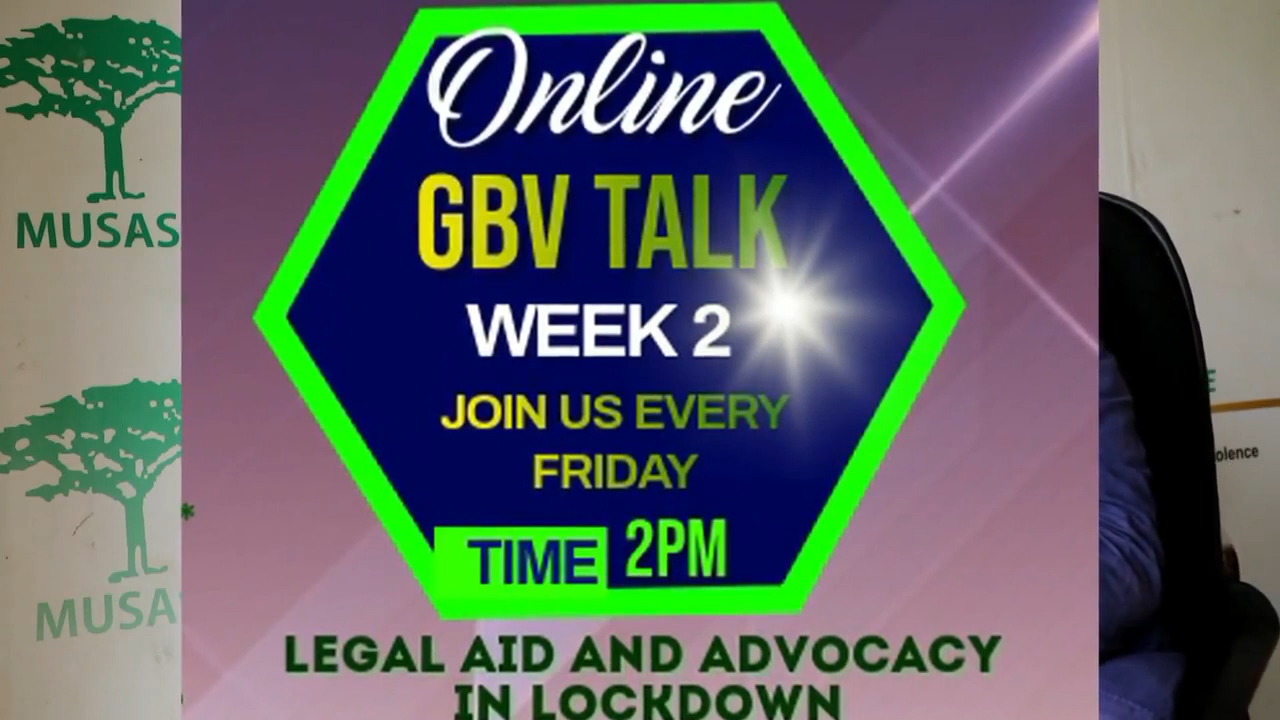 MUSAS
MUSA
Online
GBV TALK
WEEK 2
JOIN US EVERY
FRIDAY
TIME 2PM
LEGAL AID AND ADVOCACY
IN LOCKDOWN
E
olence